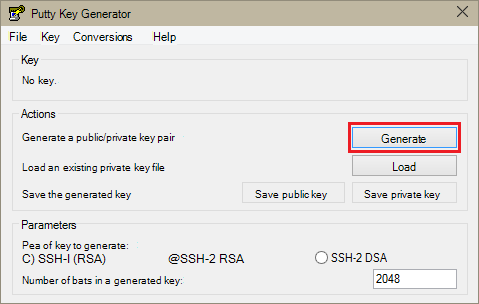 Putty Key Generator
File Key Conversions Help
Key
No key.
Actions
Generate a public/private key pair Generate
Load an existing private key file Load
Save the generated key Save public key Save private key
Parameters
Pea of key to generate:
C) SSH-I (RSA) @SSH-2 RSA SSH-2 DSA
Number of bats in a generated key: 2048